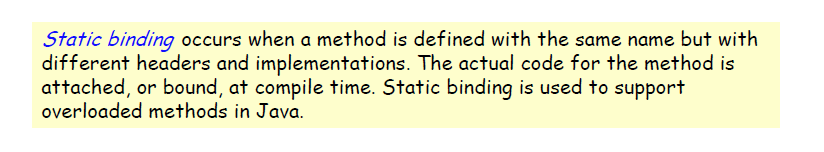 Static binding occurs when a method is defined with the same name but with
different headers and implementations. The actual code for the method is
attached, or bound, at compile time. Static binding is used to support
overloaded methods in Java.